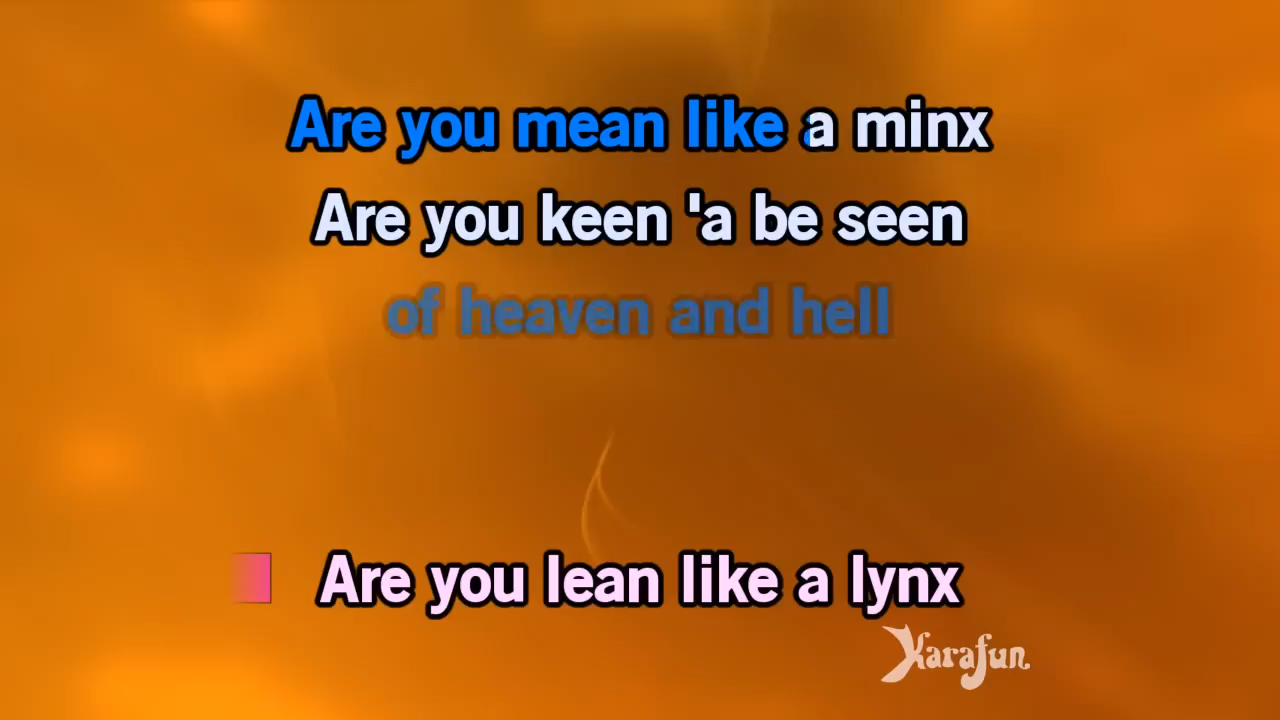 Are you mean like a minx
Are you keen 'a be seen
of heaven and hell
Are you lean like a lynx
Karafun